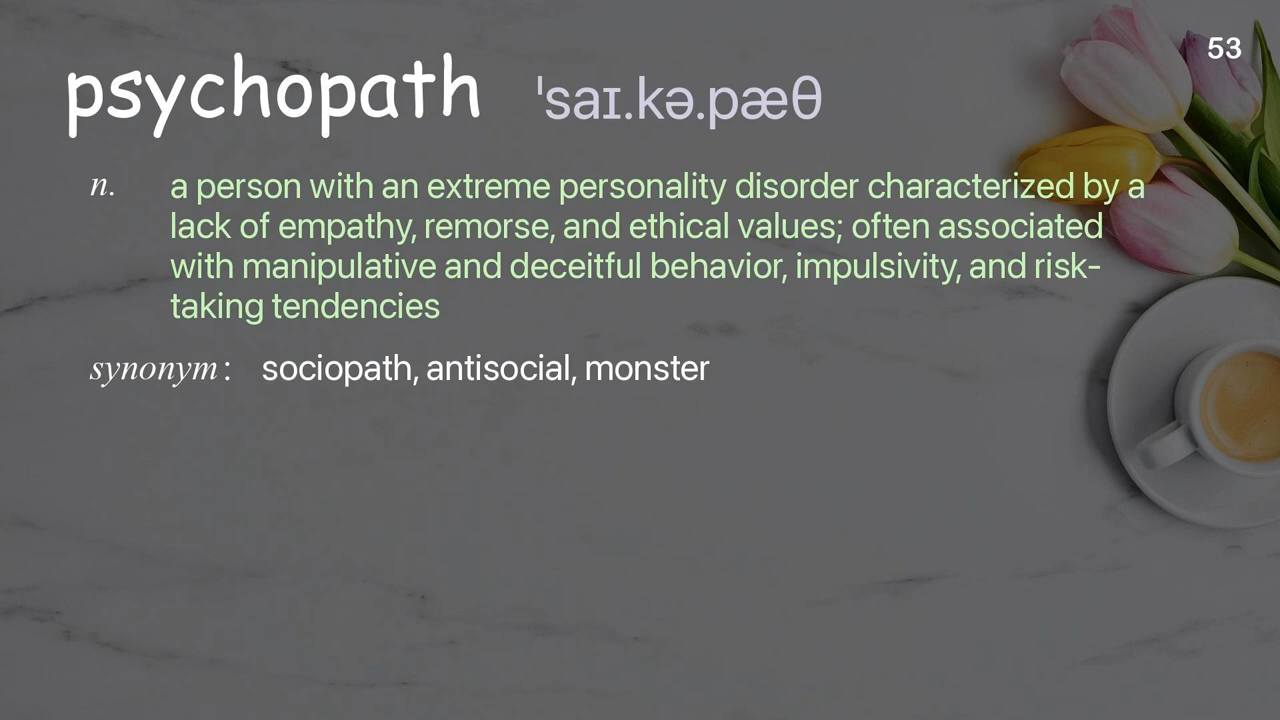 53
psychopath ˈsaɪ.kə.pæθ
n. a person with an extreme personality disorder characterized by a
lack of empathy, remorse, and ethical values; often associated
with manipulative and deceitful behavior, impulsivity, and risk-
taking tendencies
synonym: sociopath, antisocial, monster